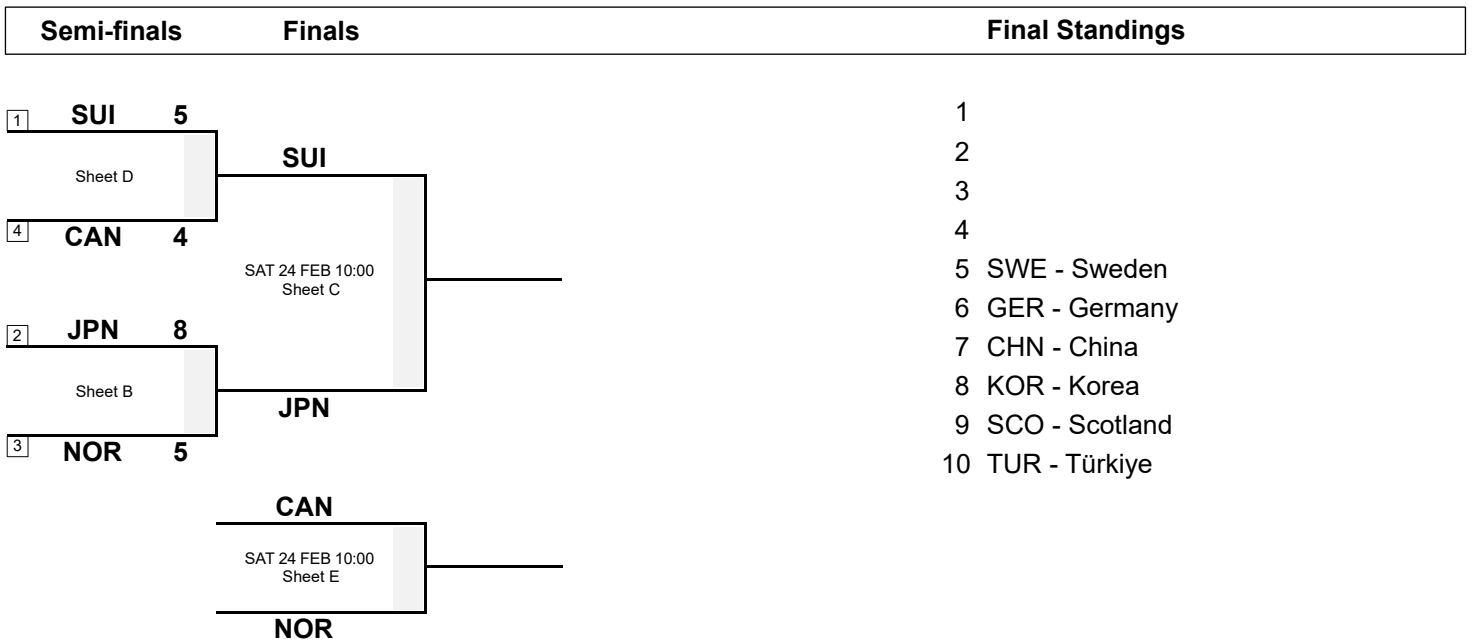 Semi-finals Finals Final Standings
1 SUI 5
Sheet D
4 CAN 4
SUI
SAT 24 FEB 10:00
Sheet C
JPN
2 JPN 8
Sheet B
3 NOR 5
CAN
SAT 24 FEB 10:00
Sheet E
NOR
1
2
3
4
5 SWE - Sweden
6 GER - Germany
7 CHN - China
8 KOR - Korea
9 SCO - Scotland
10 TUR - Türkiye